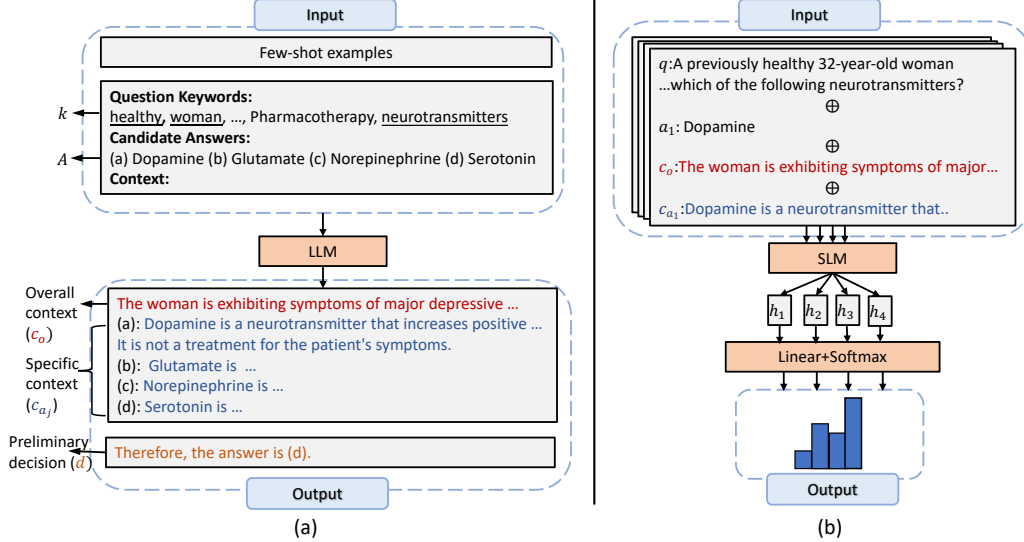 Input
Few-shot examples
k
Question Keywords:
healthy, woman, ..., Pharmacotherapy, neurotransmitters
A
Candidate Answers:
(a) Dopamine (b) Glutamate (c) Norepinephrine (d) Serotonin
Context:
LLM
Overall
context
(c_o)
The woman is exhibiting symptoms of major depressive ...
(a): Dopamine is a neurotransmitter that increases positive ...
It is not a treatment for the patient's symptoms.
(b): Glutamate is ...
(c): Norepinephrine is ...
(d): Serotonin is ...
Specific
context
(c_{a_j})
Preliminary
decision (d)
Therefore, the answer is (d).
Output
(a)
Input
q:A previously healthy 32-year-old woman
...which of the following neurotransmitters?
⊕
a_1: Dopamine
⊕
c_o:The woman is exhibiting symptoms of major...
⊕
c_{a_1}:Dopamine is a neurotransmitter that..
SLM
h_1 h_2 h_3 h_4
Linear+Softmax
Output
(b)